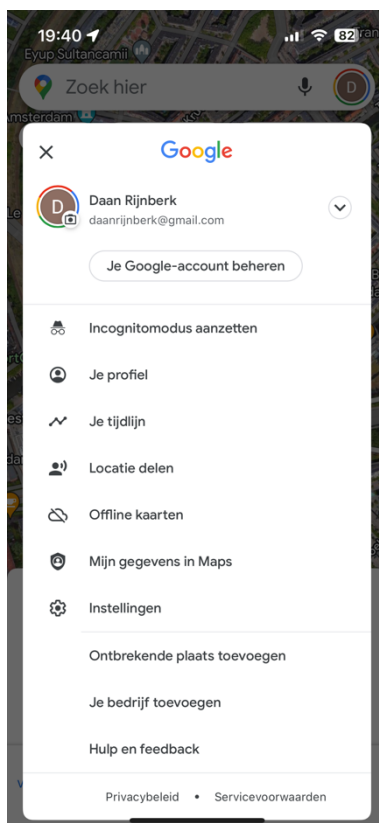 19:40
82
Eyup Sultancamii
Zoek hier
D
msterdam
Google
D
Daan Rijnberk
daanrijnberk@gmail.com
Je Google-account beheren
Incognitomodus aanzetten
Je profiel
Je tijdlijn
Locatie delen
Offline kaarten
Mijn gegevens in Maps
Instellingen
Ontbrekende plaats toevoegen
Je bedrijf toevoegen
Hulp en feedback
Privacybeleid • Servicevoorwaarden